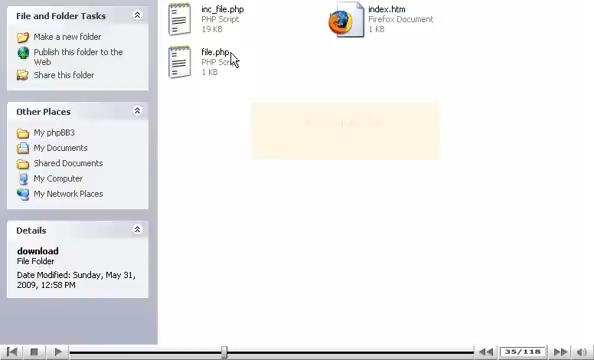 File and Folder Tasks
Make a new folder
Publish this folder to the
Web
Share this folder
Other Places
My phpBB3
My Documents
Shared Documents
My Computer
My Network Places
Details
download
File Folder
Date Modified: Sunday, May 31,
2009, 12:58 PM
inc_file.php
PHP Script
19 KB
index.htm
Firefox Document
1 KB
file.php
PHP Scri
1 KB
35/118